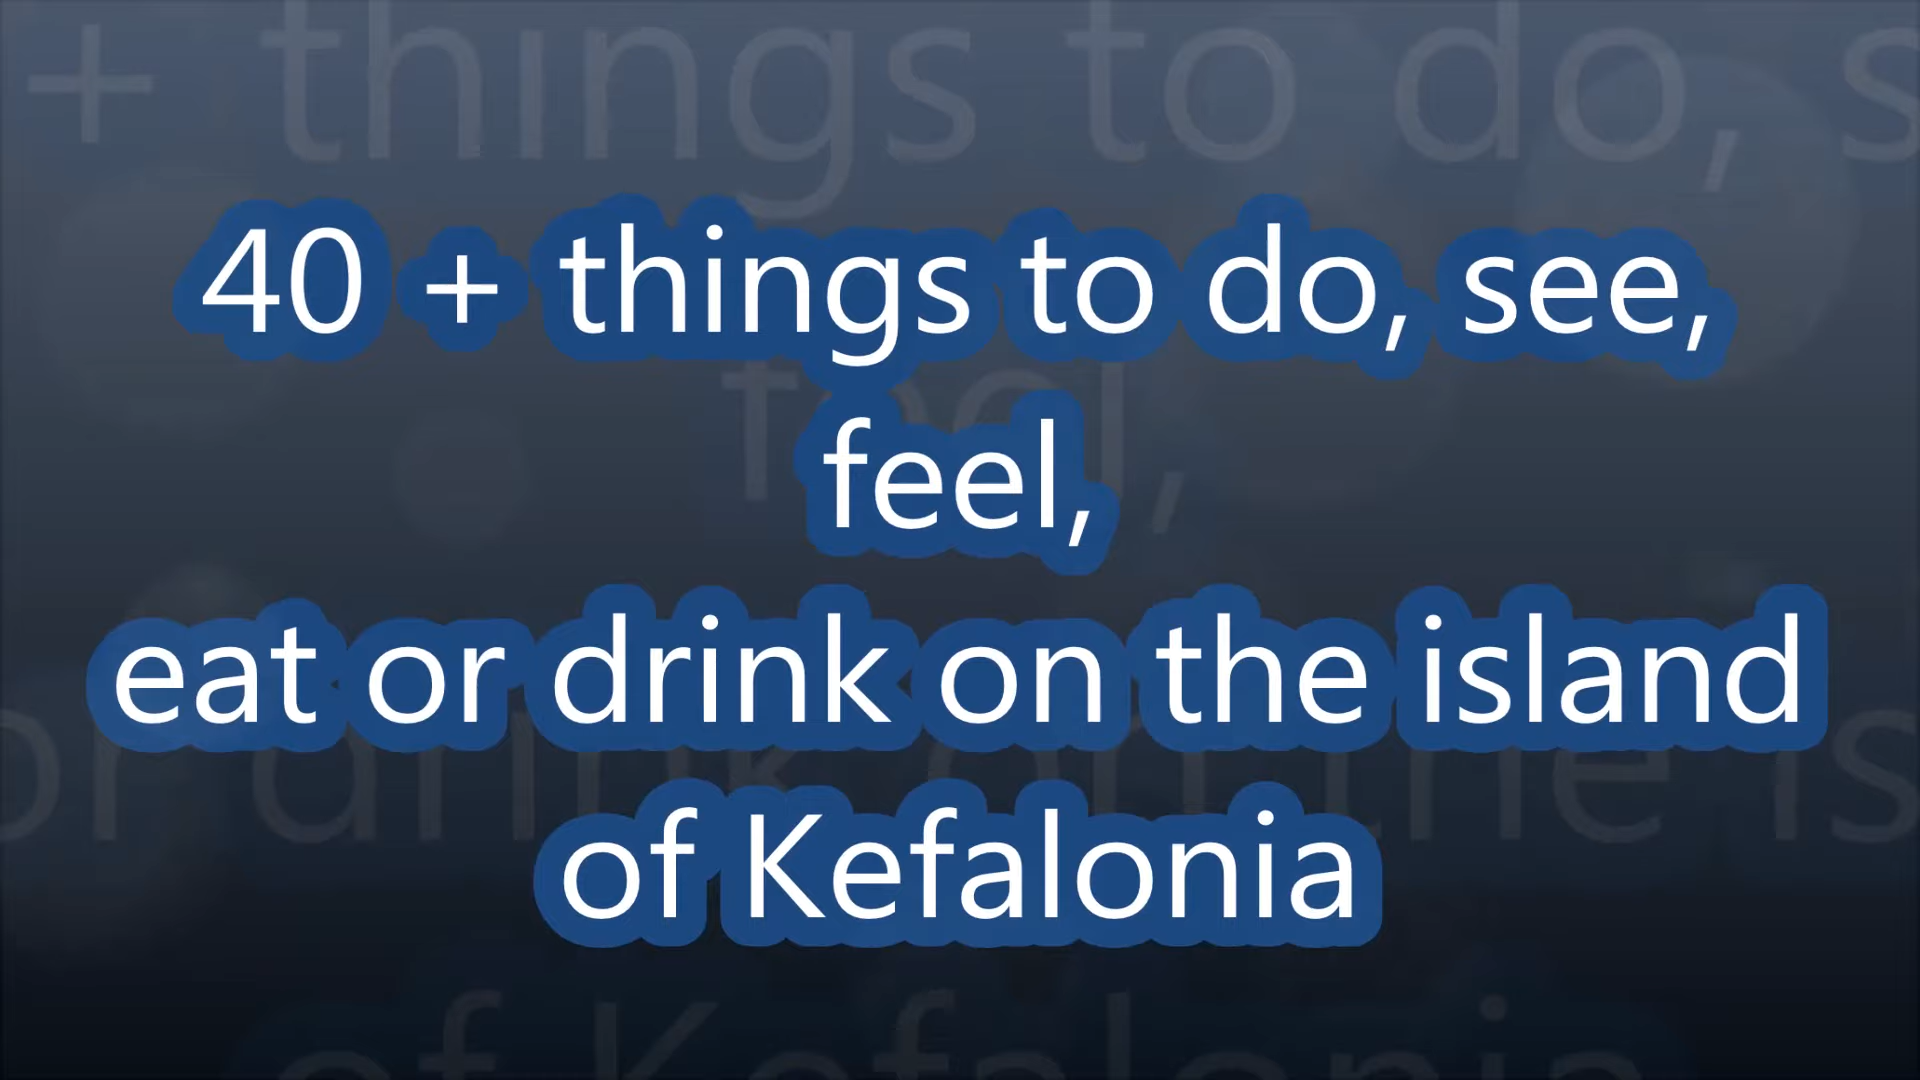 40 + things to do, see,
feel,
eat or drink on the island
of Kefalonia